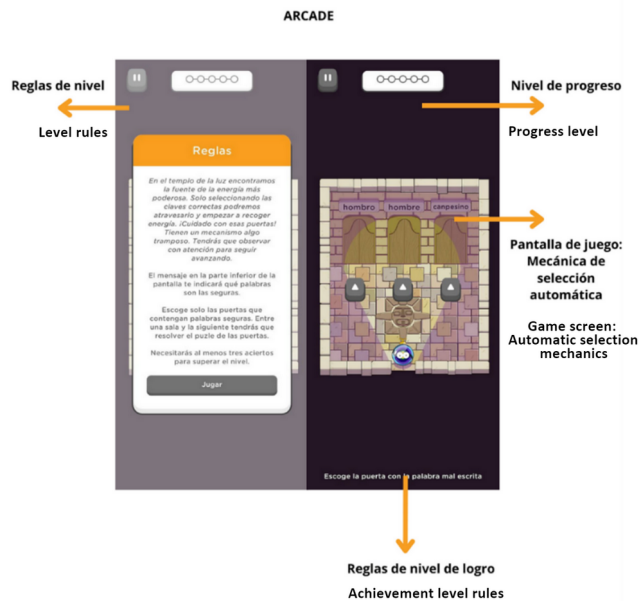 ARCADE
Reglas de nivel
Level rules
Reglas
En el templo de la luz encontramos
la fuente de la energía más
poderosa. Solo seleccionando las
claves correctas podremos
atravesarlo y empezar a recoger
energía. ¡Cuidado con esas puertas!
Tienen un mecanismo algo
tramposo. Tendrás que observar
con atención para seguir
avanzando.
El mensaje en la parte inferior de la
pantalla te indicará qué palabras
son las seguras.
Escoge solo las puertas que
contengan palabras seguras. Entre
una sala y la siguiente tendrás que
resolver el puzle de las puertas.
Necesitarás al menos tres aciertos
para superar el nivel.
Jugar
Nivel de progreso
Progress level
hombro hombre canpesino
Pantalla de juego:
Mecánica de
selección
automática
Game screen:
Automatic selection
mechanics
Escoge la puerta con la palabra mal escrita
Reglas de nivel de logro
Achievement level rules